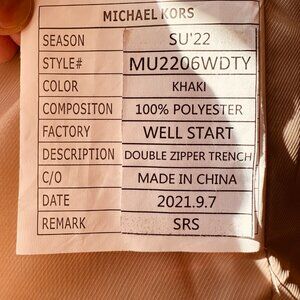 MICHAEL KORS
SEASON SU'22
STYLE# MU2206WDTY
COLOR KHAKI
COMPOSITON 100% POLYESTER
FACTORY WELL START
DESCRIPTION DOUBLE ZIPPER TRENCH
C/O MADE IN CHINA
DATE 2021.9.7
REMARK SRS